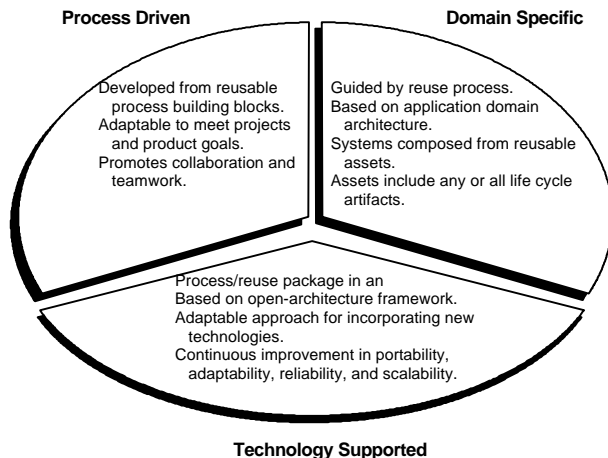 Process Driven
Domain Specific
Developed from reusable
process building blocks.
Adaptable to meet projects
and product goals.
Promotes collaboration and
teamwork.
Guided by reuse process.
Based on application domain
architecture.
Systems composed from reusable
assets.
Assets include any or all life cycle
artifacts.
Process/reuse package in an
Based on open-architecture framework.
Adaptable approach for incorporating new
technologies.
Continuous improvement in portability,
adaptability, reliability, and scalability.
Technology Supported